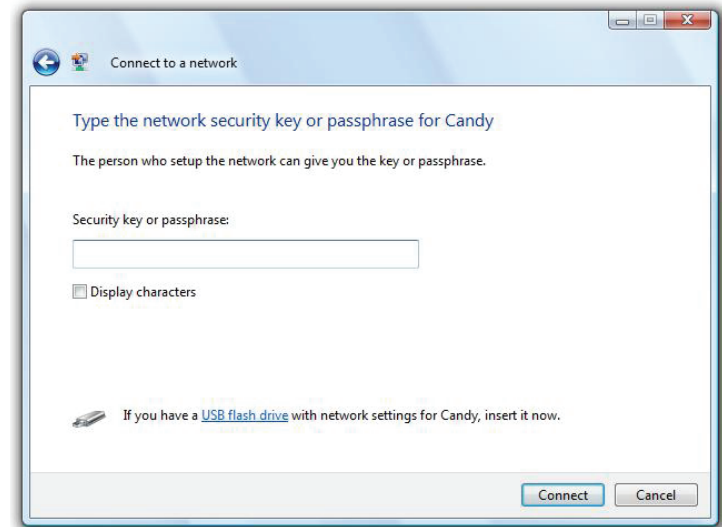 Connect to a network
Type the network security key or passphrase for Candy
The person who setup the network can give you the key or passphrase.
Security key or passphrase:
Display characters
If you have a USB flash drive with network settings for Candy, insert it now.
Connect Cancel